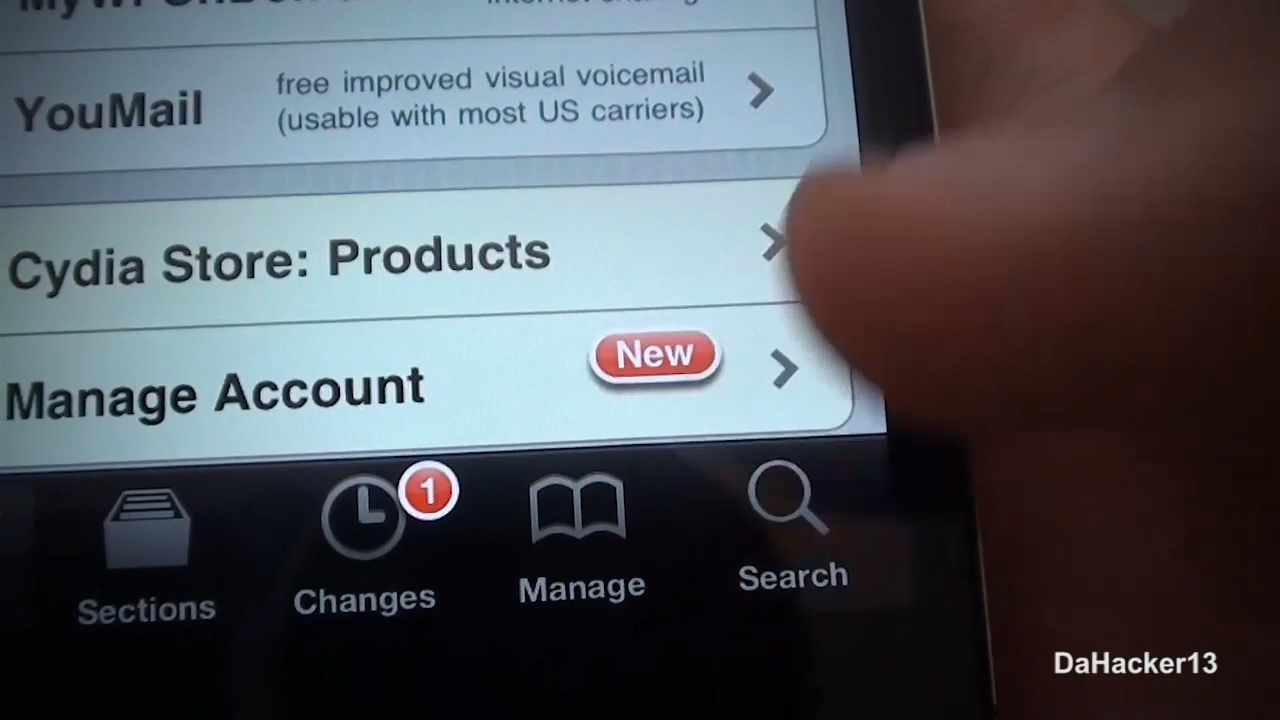 YouMail
free improved visual voicemail
(usable with most US carriers)
Cydia Store: Products
Manage Account
New
1
Sections
Changes
Manage
Search
DaHacker13